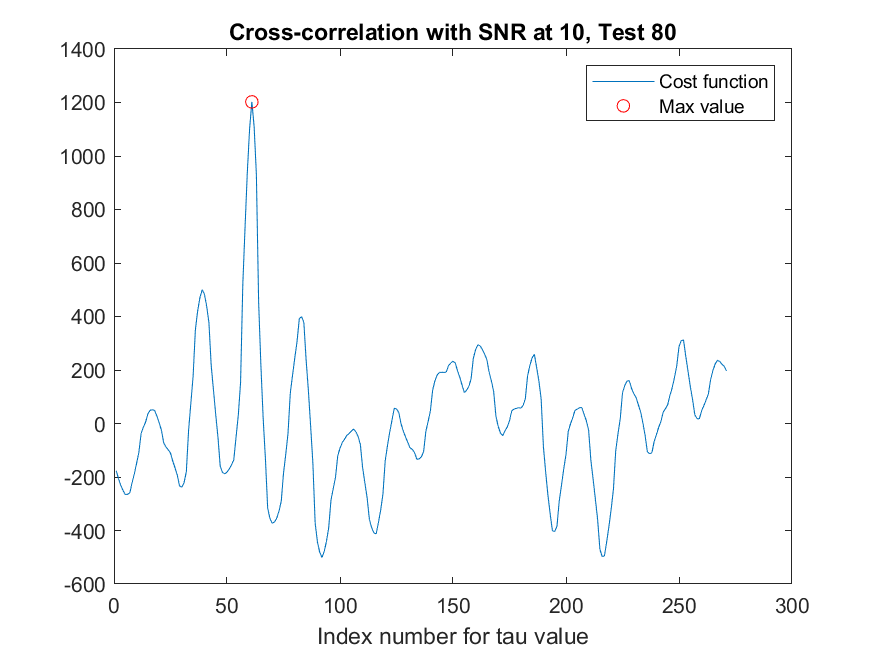 Cross-correlation with SNR at 10, Test 80
1400
1200
1000
800
600
400
200
0
-200
-400
-600
Cost function
Max value
0 50 100 150 200 250 300
Index number for tau value